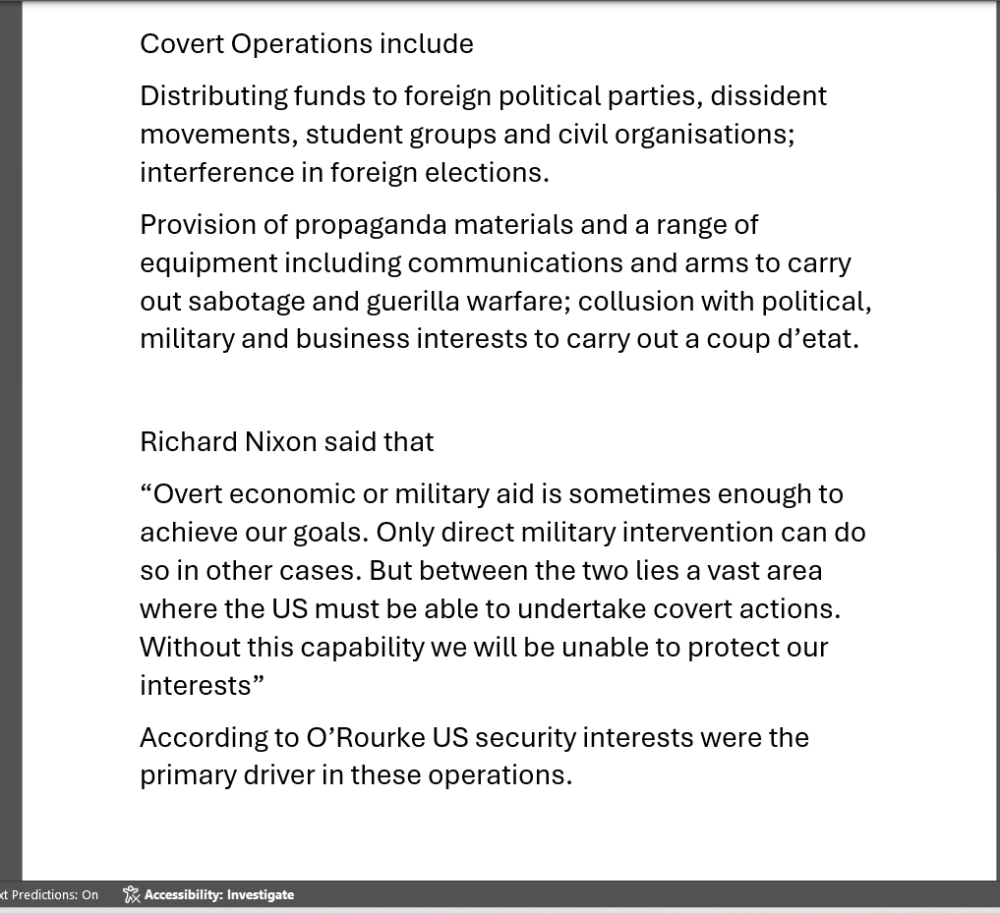 Covert Operations include
Distributing funds to foreign political parties, dissident
movements, student groups and civil organisations;
interference in foreign elections.
Provision of propaganda materials and a range of
equipment including communications and arms to carry
out sabotage and guerilla warfare; collusion with political,
military and business interests to carry out a coup d’etat.
Richard Nixon said that
“Overt economic or military aid is sometimes enough to
achieve our goals. Only direct military intervention can do
so in other cases. But between the two lies a vast area
where the US must be able to undertake covert actions.
Without this capability we will be unable to protect our
interests”
According to O’Rourke US security interests were the
primary driver in these operations.
Predictions: On Accessibility: Investigate